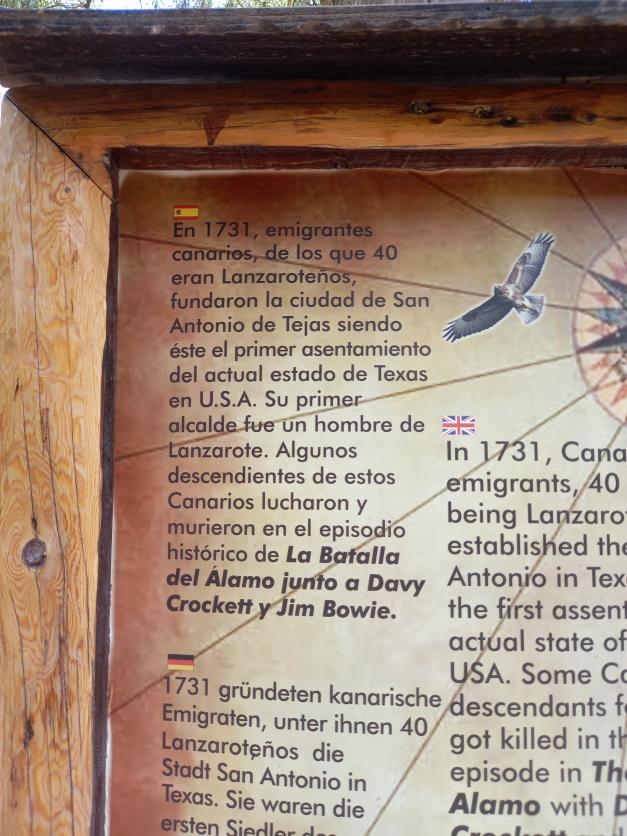 En 1731, emigrantes
canarios, de los que 40
eran Lanzaroteños,
fundaron la ciudad de San
Antonio de Tejas siendo
éste el primer asentamiento
del actual estado de Texas
en U.S.A. Su primer
alcalde fue un hombre de
Lanzarote. Algunos
descendientes de estos
Canarios lucharon y
murieron en el episodio
histórico de La Batalla
del Álamo junto a Davy
Crockett y Jim Bowie.
1731 gründeten kanarische
Emigraten, unter ihnen 40
Lanzaroteños die
Stadt San Antonio in
Texas. Sie waren die
ersten Siedler des
In 1731, Cana
emigrants, 40
being Lanzarot
established the
Antonio in Tex
the first assent
actual state of
USA. Some Ca
descendants f
got killed in th
episode in The
Alamo with D
Crockett and